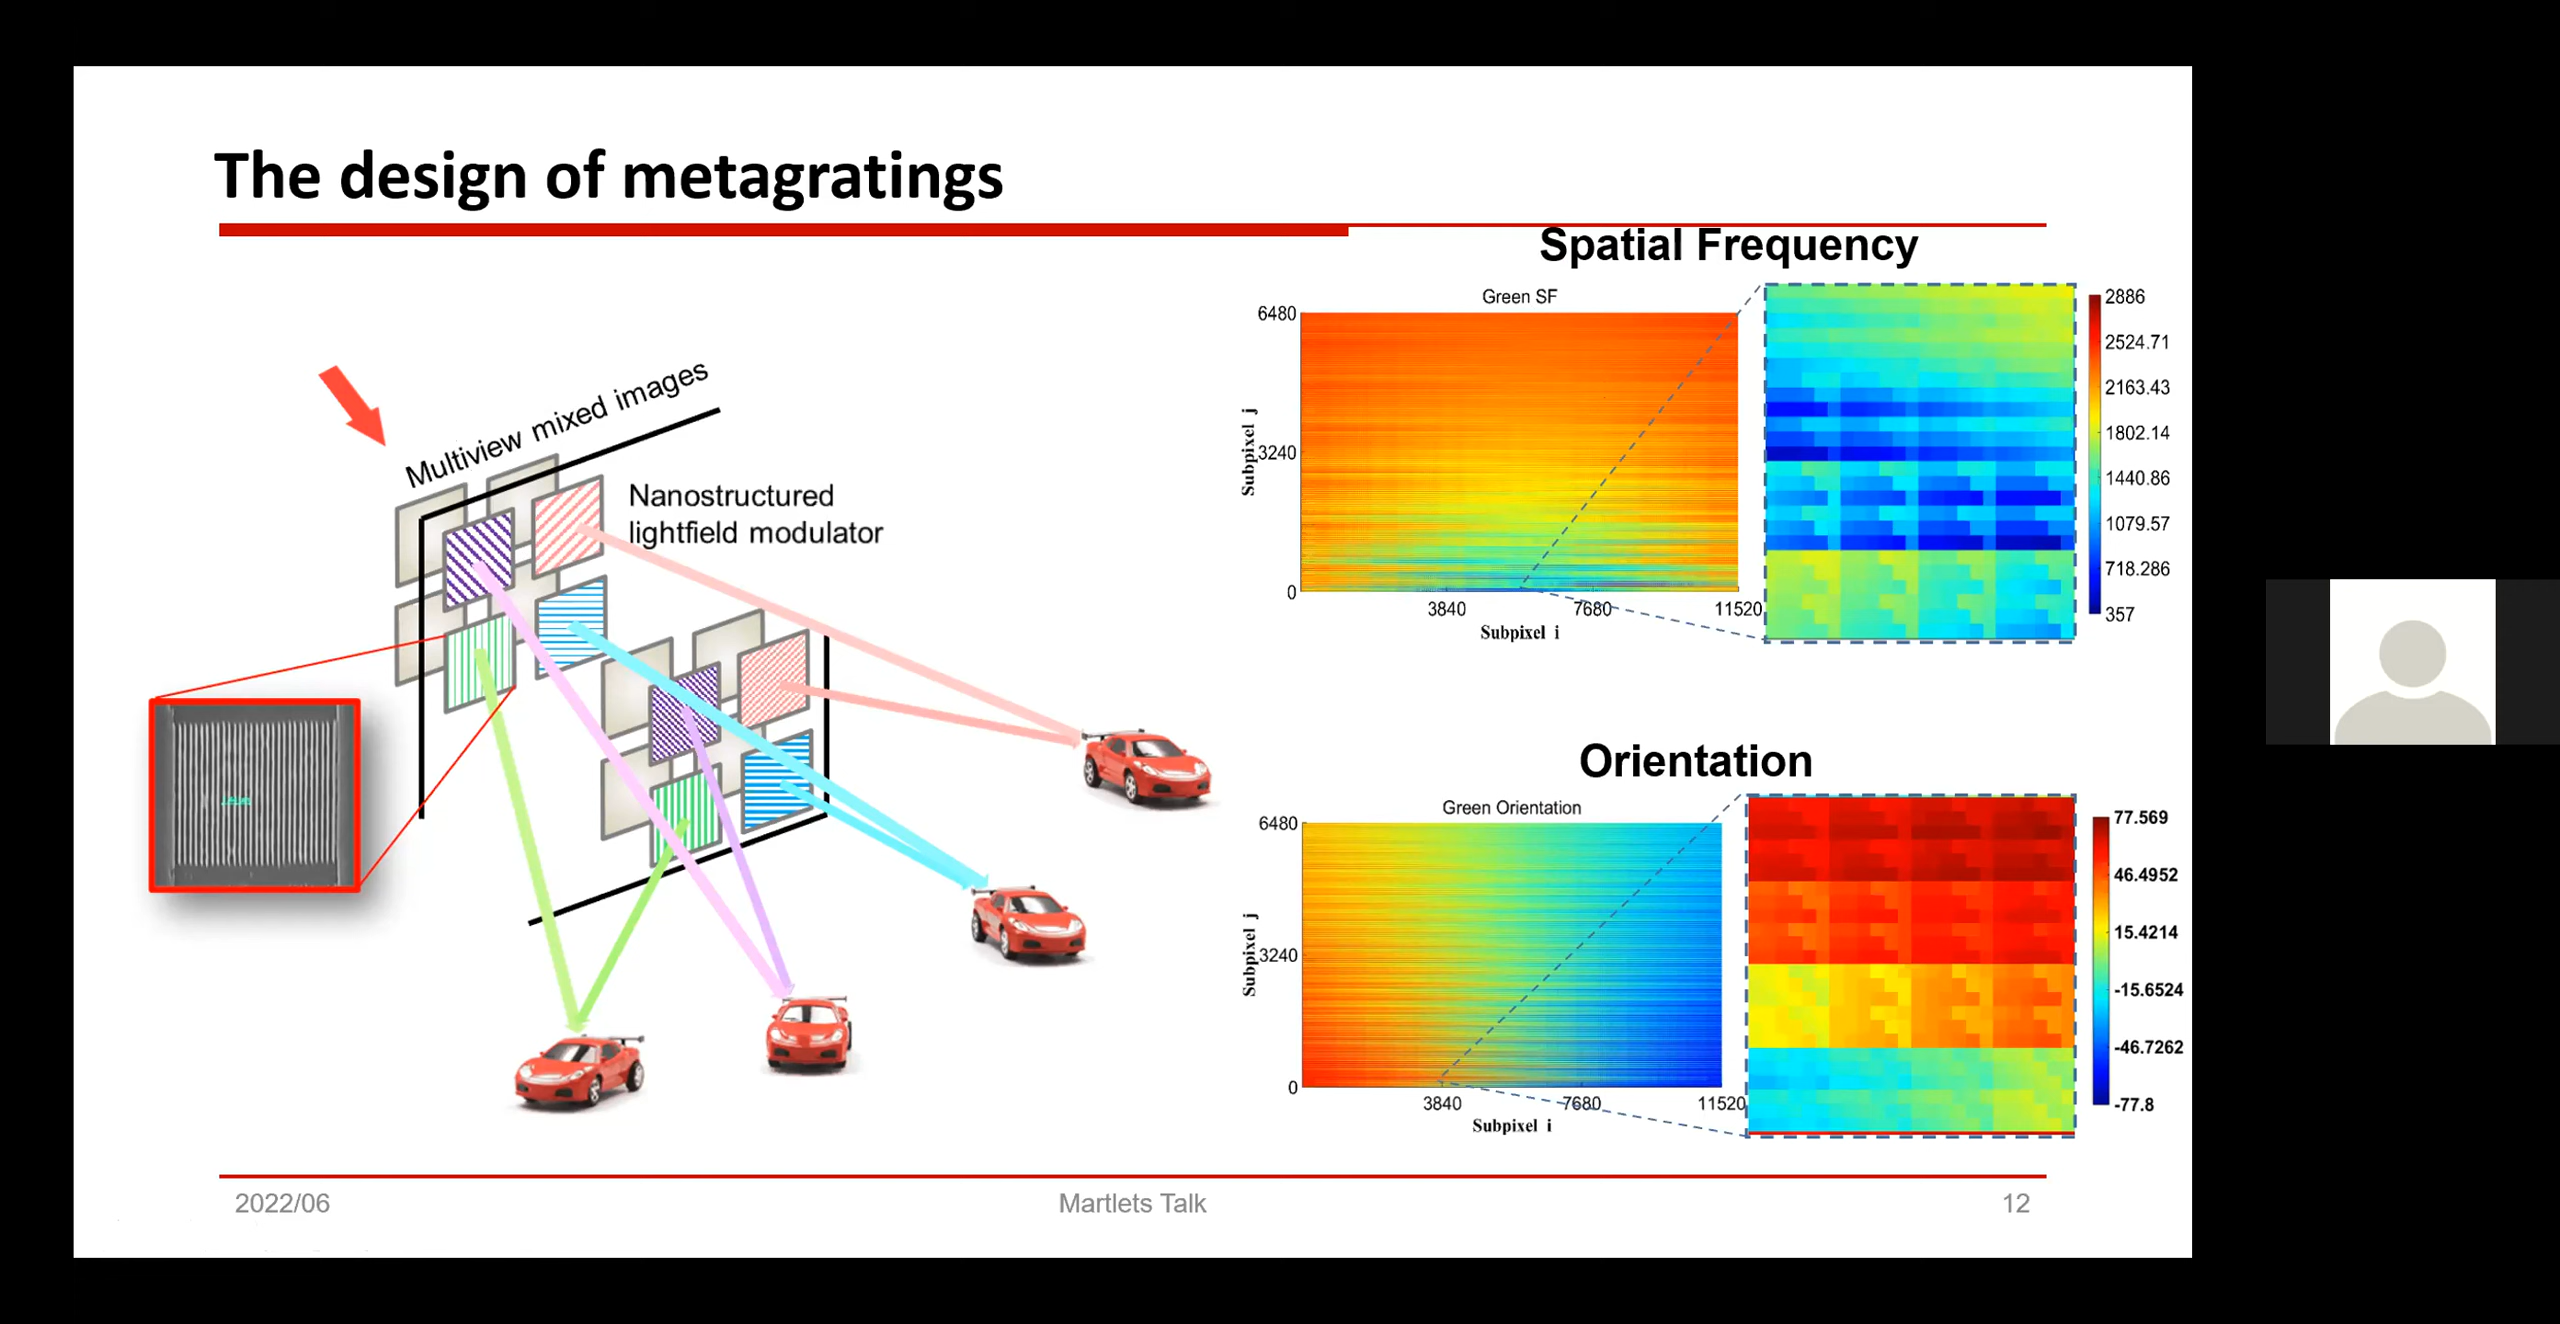 The design of metagratings
Multiview mixed images
Nanostructured
lightfield modulator
Spatial Frequency
Green SF
6480
3240
0
Subpixel j
3840
7680
11520
Subpixel i
2886
2524.71
2163.43
1802.14
1440.86
1079.57
718.286
357
Orientation
Green Orientation
6480
3240
0
Subpixel j
3840
7680
11520
Subpixel i
77.569
46.4952
15.4214
-15.6524
-46.7262
-77.8
2022/06
Martlets Talk
12